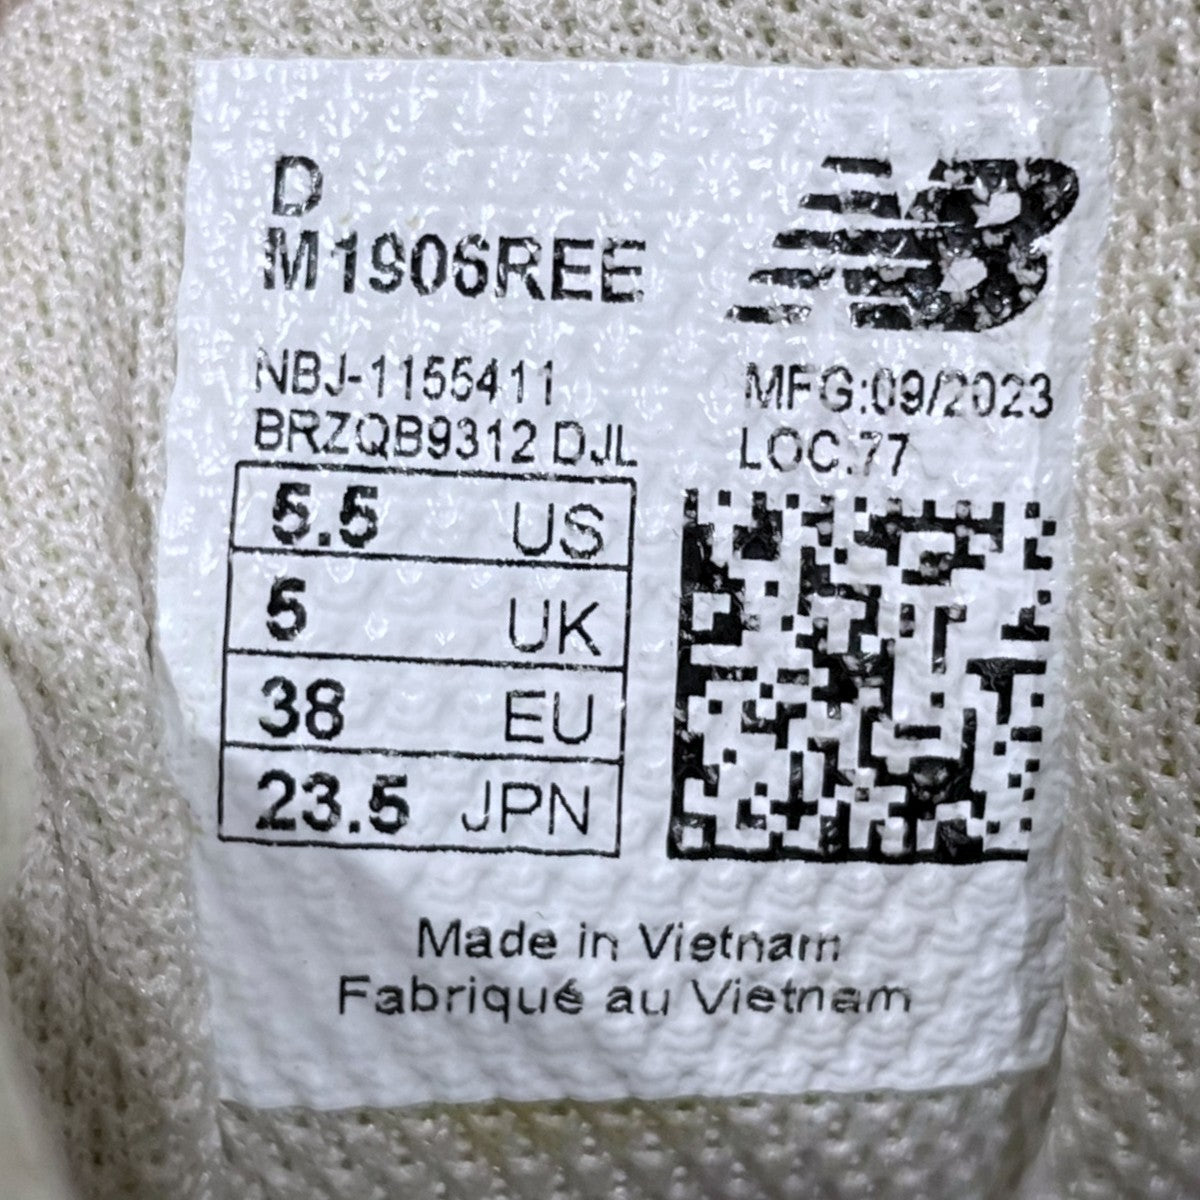 D
M1906REE
NB
NBJ-1155411
MFG:09/2023
BRZQB9312 DJL
LOC.77
5.5 US
5 UK
38 EU
23.5 JPN
Made in Vietnam
Fabriqué au Vietnam